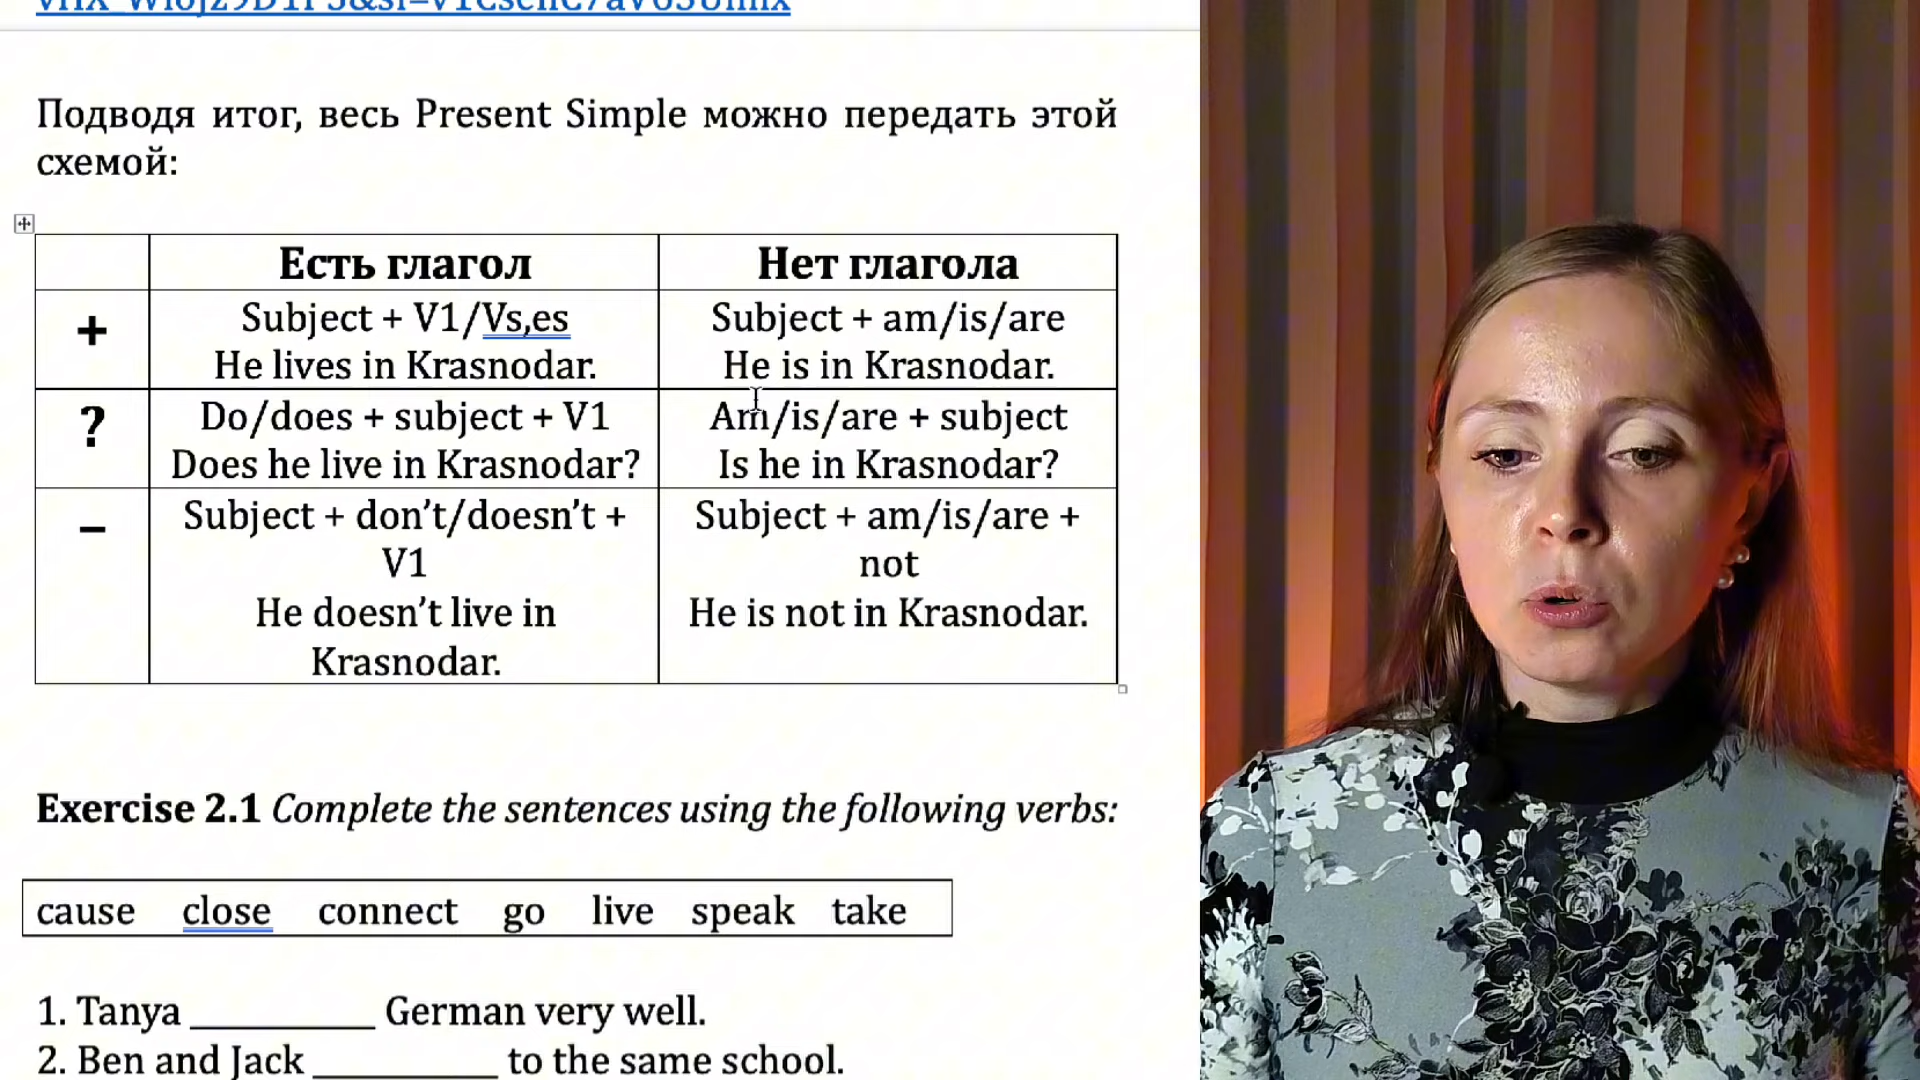 Подводя итог, весь Present Simple можно передать этой
схемой:
Есть глагол
Нет глагола
+
Subject + V1/Vs,es
He lives in Krasnodar.
Subject + am/is/are
He is in Krasnodar.
?
Do/does + subject + V1
Does he live in Krasnodar?
Am/is/are + subject
Is he in Krasnodar?
–
Subject + don’t/doesn’t +
V1
He doesn’t live in
Krasnodar.
Subject + am/is/are +
not
He is not in Krasnodar.
Exercise 2.1 Complete the sentences using the following verbs:
cause close connect go live speak take
1. Tanya __________ German very well.
2. Ben and Jack __________ to the same school.